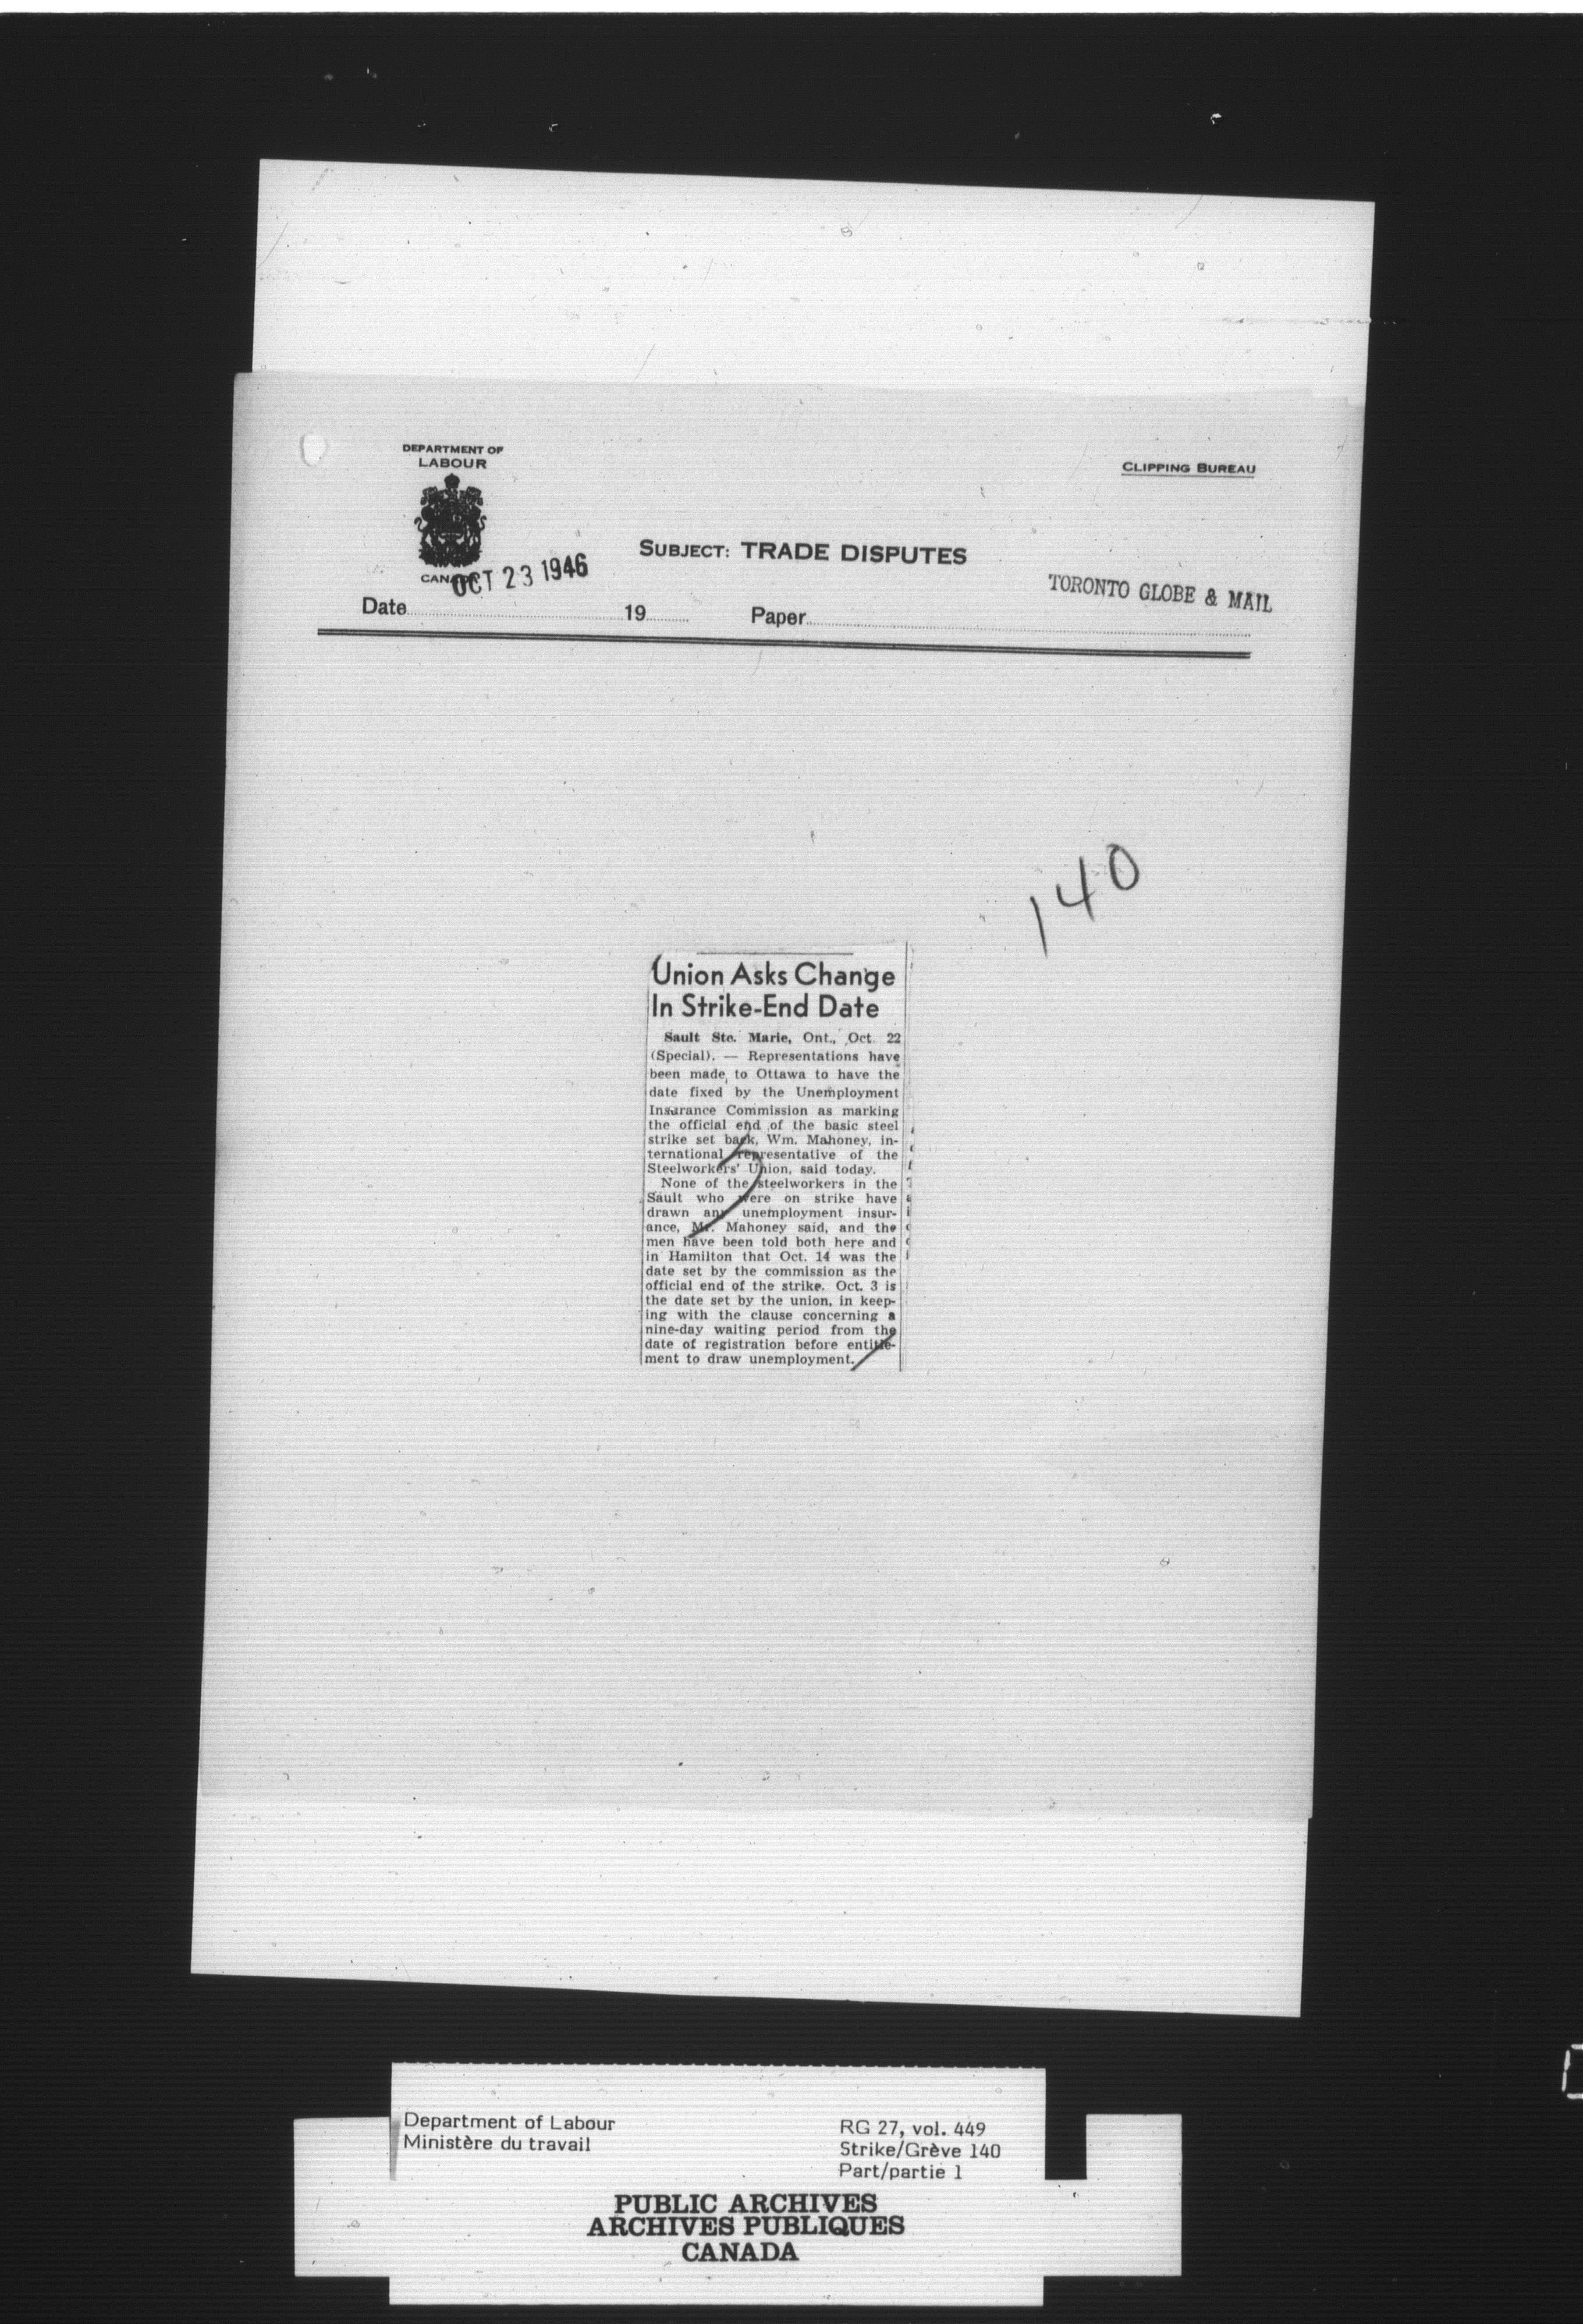 DEPARTMENT OF
LABOUR
CANADA
CLIPPING BUREAU
SUBJECT: TRADE DISPUTES
OCT 23 1946
TORONTO GLOBE & MAIL
Date 19 Paper
140
Union Asks Change
In Strike-End Date
Sault Ste. Marie, Ont., Oct. 22
(Special). — Representations have
been made to Ottawa to have the
date fixed by the Unemployment
Insurance Commission as marking
the official end of the basic steel
strike set back, Wm. Mahoney, in-
ternational representative of the
Steelworkers' Union, said today.
None of the steelworkers in the
Sault who were on strike have
drawn any unemployment insur-
ance, Mr. Mahoney said, and the
men have been told both here and
in Hamilton that Oct. 14 was the
date set by the commission as the
official end of the strike. Oct. 3 is
the date set by the union, in keep-
ing with the clause concerning a
nine-day waiting period from the
date of registration before entitle-
ment to draw unemployment.
Department of Labour
Ministère du travail
RG 27, vol. 449
Strike/Grève 140
Part/partie 1
PUBLIC ARCHIVES
ARCHIVES PUBLIQUES
CANADA